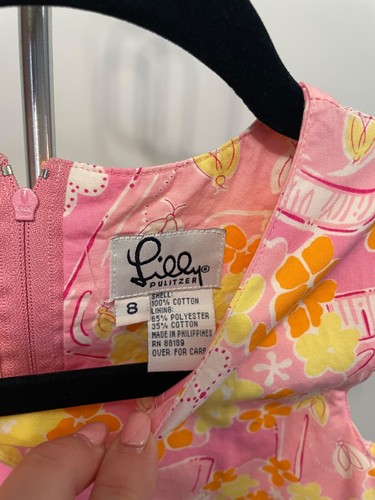 Lilly®
PULITZER
8
SHELL
100% COTTON
LINING:
65% POLYESTER
35% COTTON
MADE IN PHILIPPINES
RN 88189
OVER FOR CARE